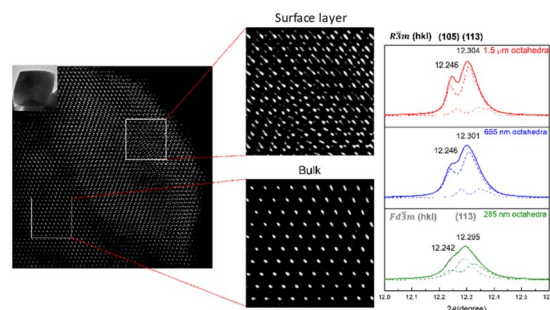 Surface layer
Bulk
R3̄m (hkl) (105) (113)
12.304
1.5 μm octahedra
12.246
12.301
655 nm octahedra
12.246
Fd3̄m (hkl) (113)
285 nm octahedra
12.295
12.242
12.0 12.1 12.2 12.3 12.4 12.5 12.6
2θ(degree)